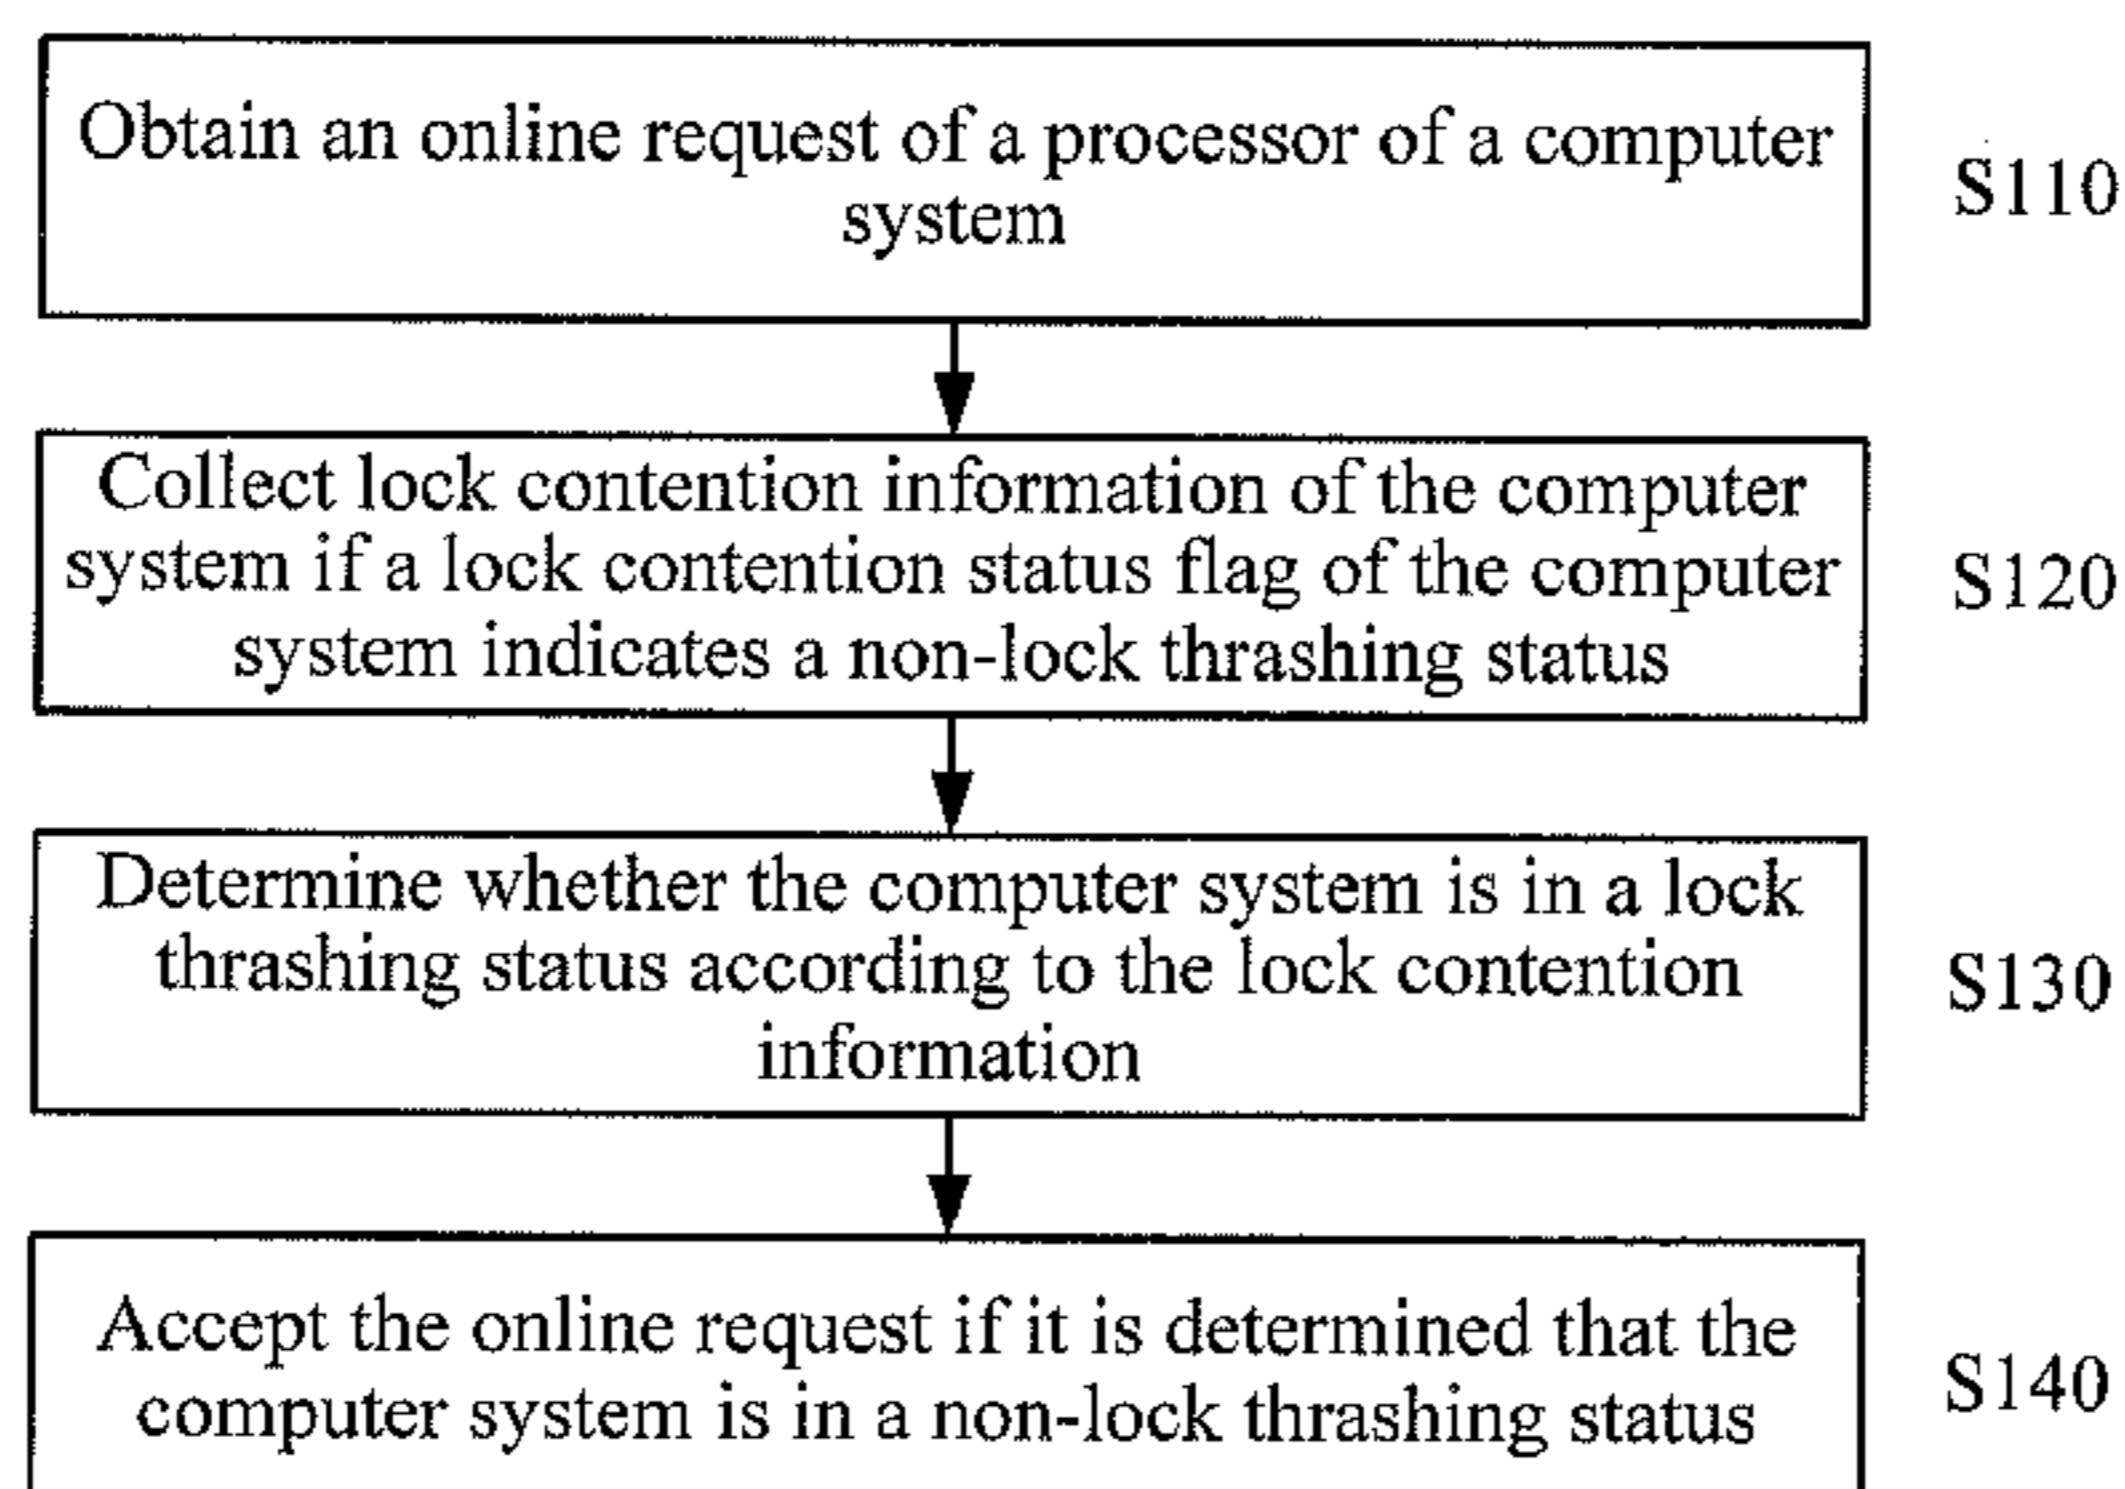 Obtain an online request of a processor of a computer
system
S110
Collect lock contention information of the computer
system if a lock contention status flag of the computer
system indicates a non-lock thrashing status
S120
Determine whether the computer system is in a lock
thrashing status according to the lock contention
information
S130
Accept the online request if it is determined that the
computer system is in a non-lock thrashing status
S140